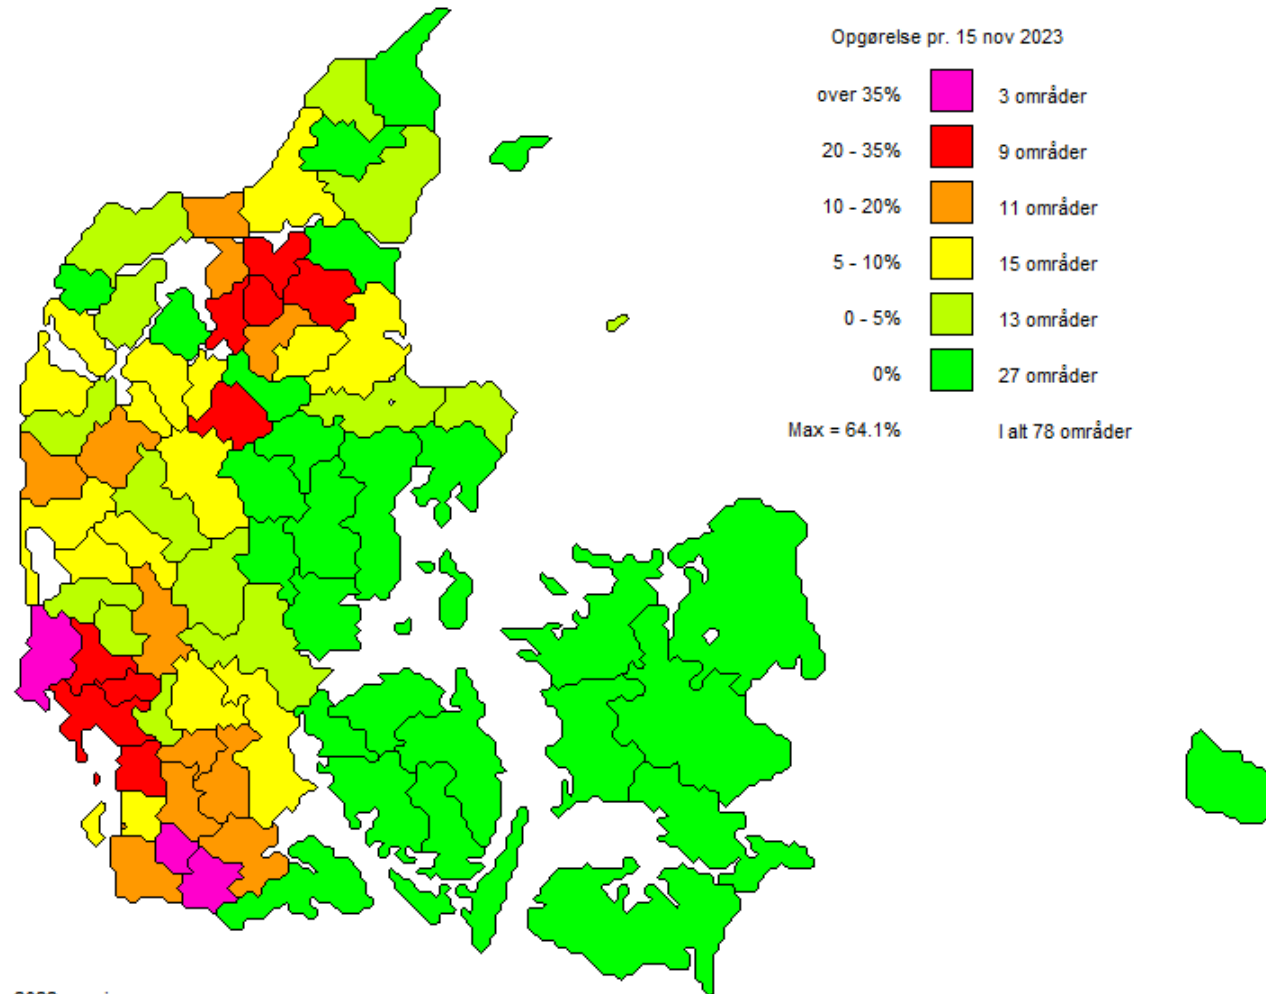 Opgørelse pr. 15 nov 2023
over 35% 3 områder
20 - 35% 9 områder
10 - 20% 11 områder
5 - 10% 15 områder
0 - 5% 13 områder
0% 27 områder
Max = 64.1% I alt 78 områder